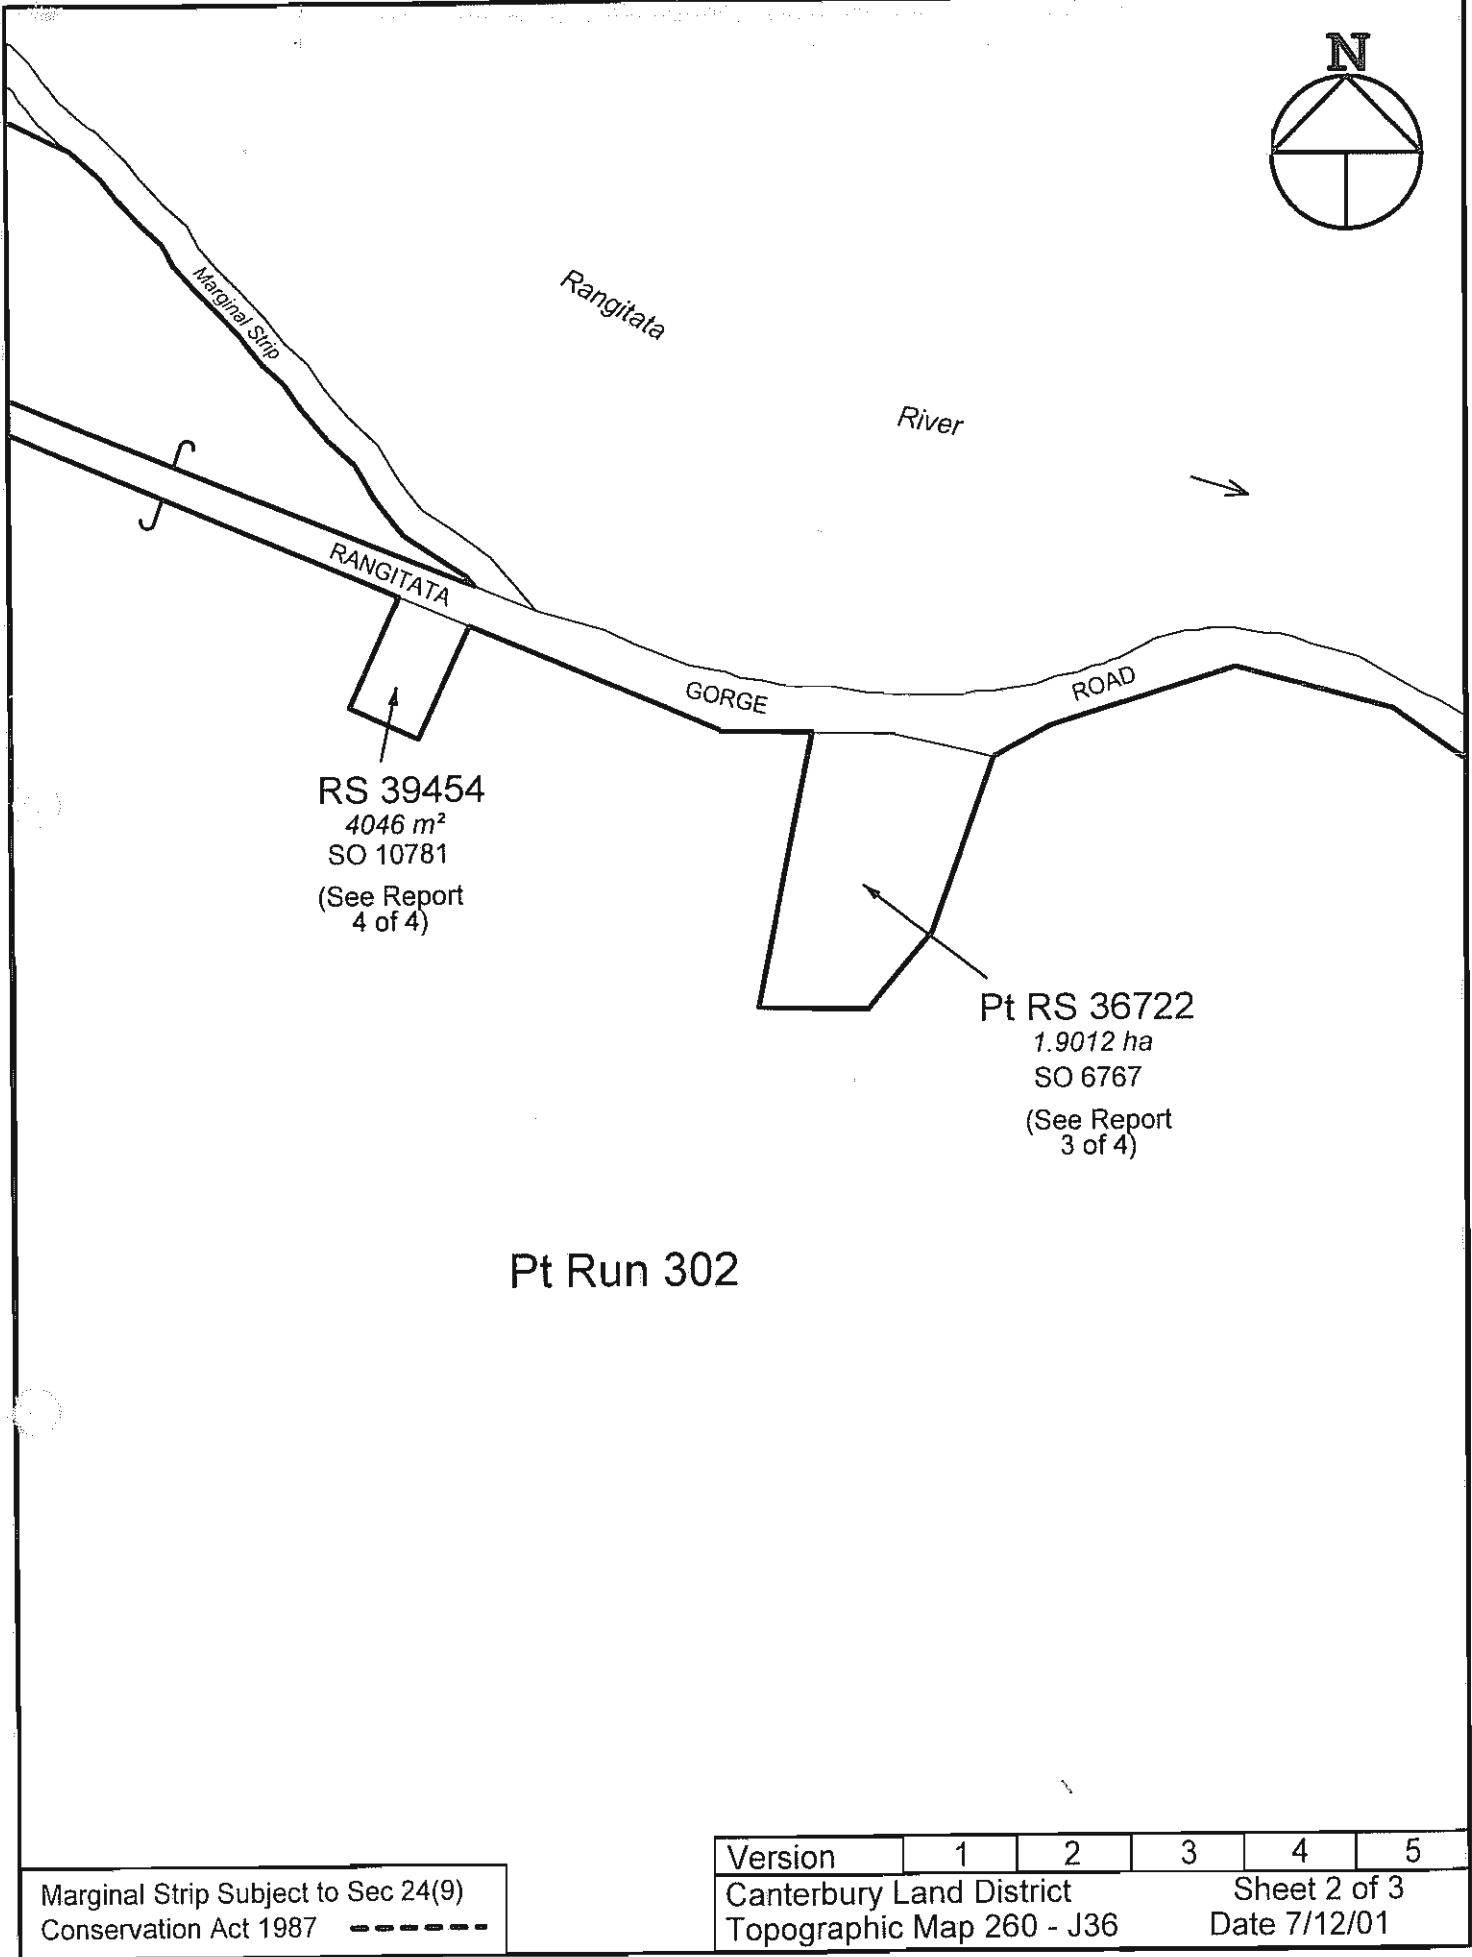 N
Marginal Strip
Rangitata
River
RANGITATA
GORGE
ROAD
RS 39454
4046 m²
SO 10781
(See Report
4 of 4)
Pt RS 36722
1.9012 ha
SO 6767
(See Report
3 of 4)
Pt Run 302
Marginal Strip Subject to Sec 24(9)
Conservation Act 1987
Version 1 2 3 4 5
Canterbury Land District Sheet 2 of 3
Topographic Map 260 - J36 Date 7/12/01